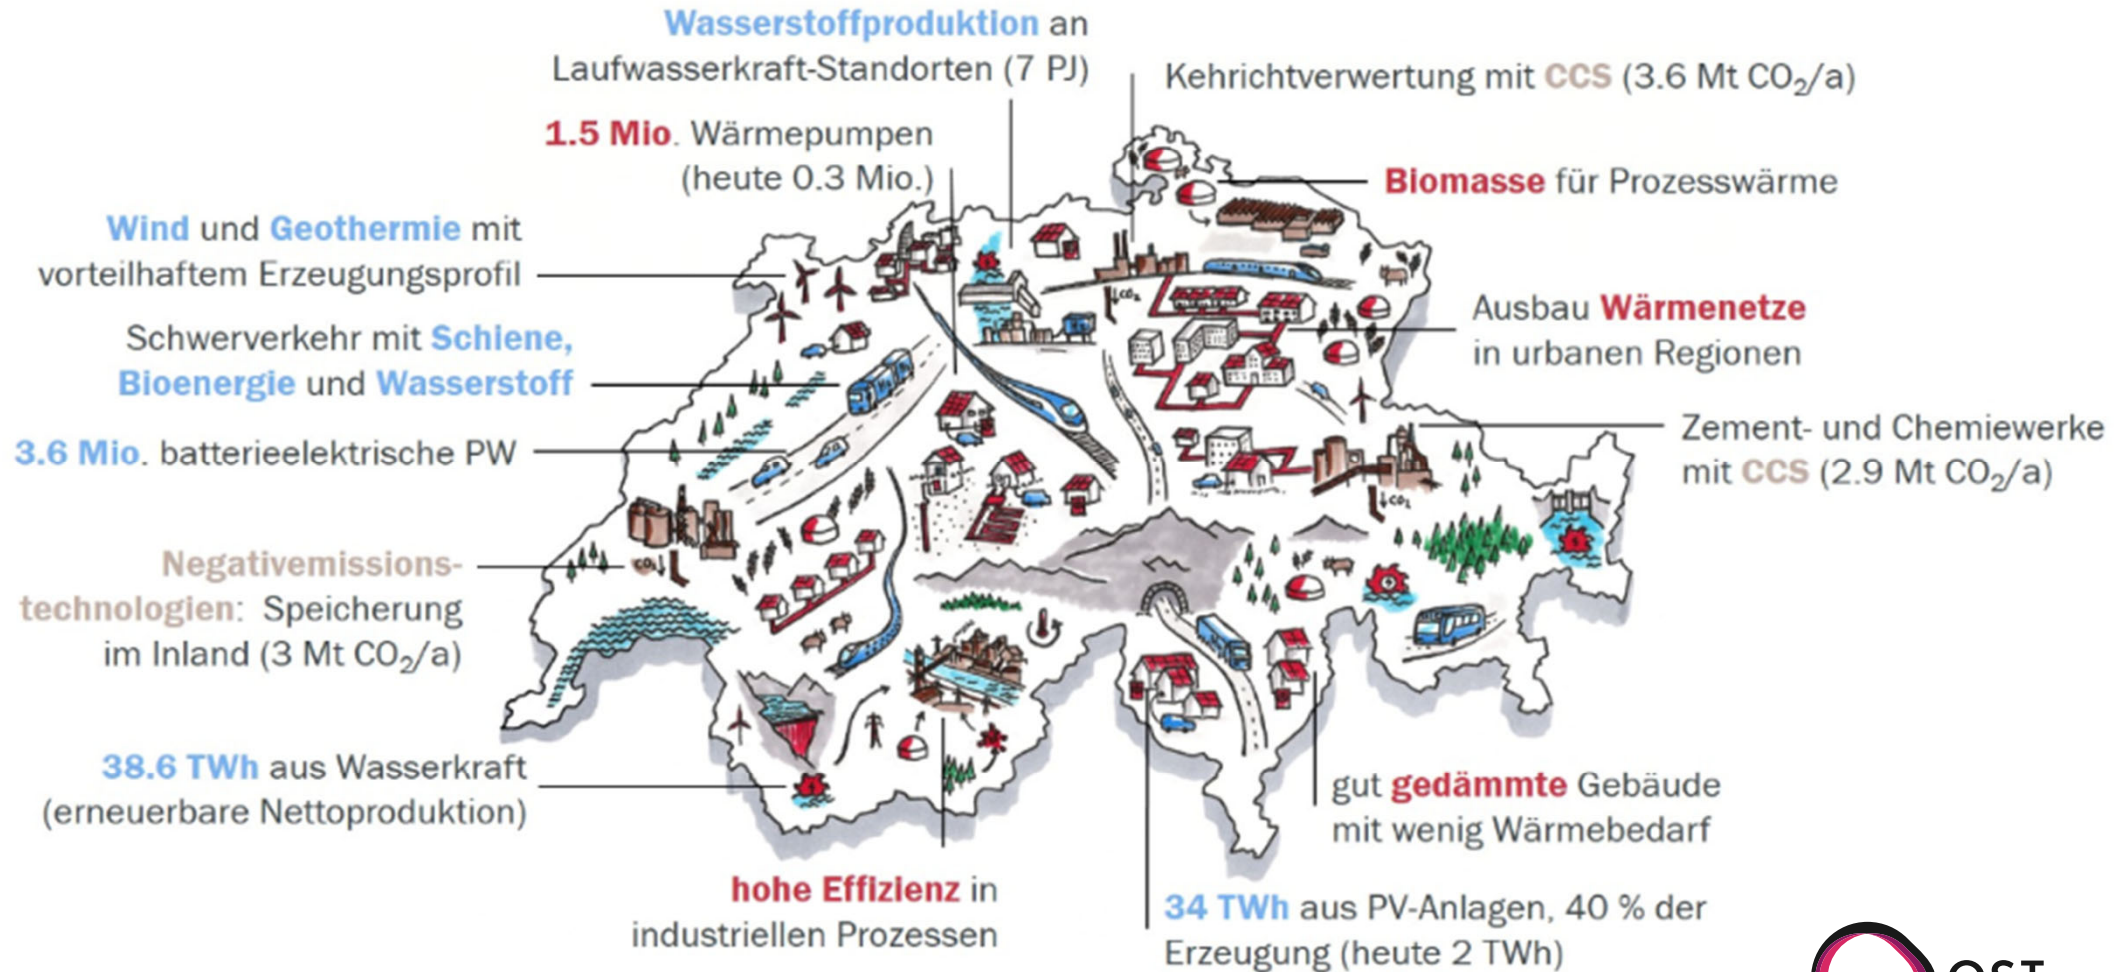 Wasserstoffproduktion an
Laufwasserkraft-Standorten (7 PJ)
Kehrichtverwertung mit CCS (3.6 Mt CO₂/a)
1.5 Mio. Wärmepumpen
(heute 0.3 Mio.)
Biomasse für Prozesswärme
Wind und Geothermie mit
vorteilhaftem Erzeugungsprofil
Ausbau Wärmenetze
in urbanen Regionen
Schwerverkehr mit Schiene,
Bioenergie und Wasserstoff
3.6 Mio. batterieelektrische PW
Zement- und Chemiewerke
mit CCS (2.9 Mt CO₂/a)
Negativemissions-
technologien: Speicherung
im Inland (3 Mt CO₂/a)
38.6 TWh aus Wasserkraft
(erneuerbare Nettoproduktion)
gut gedämmte Gebäude
mit wenig Wärmebedarf
hohe Effizienz in
industriellen Prozessen
34 TWh aus PV-Anlagen, 40 % der
Erzeugung (heute 2 TWh)
CO₂
CO₂
CO₂
OST